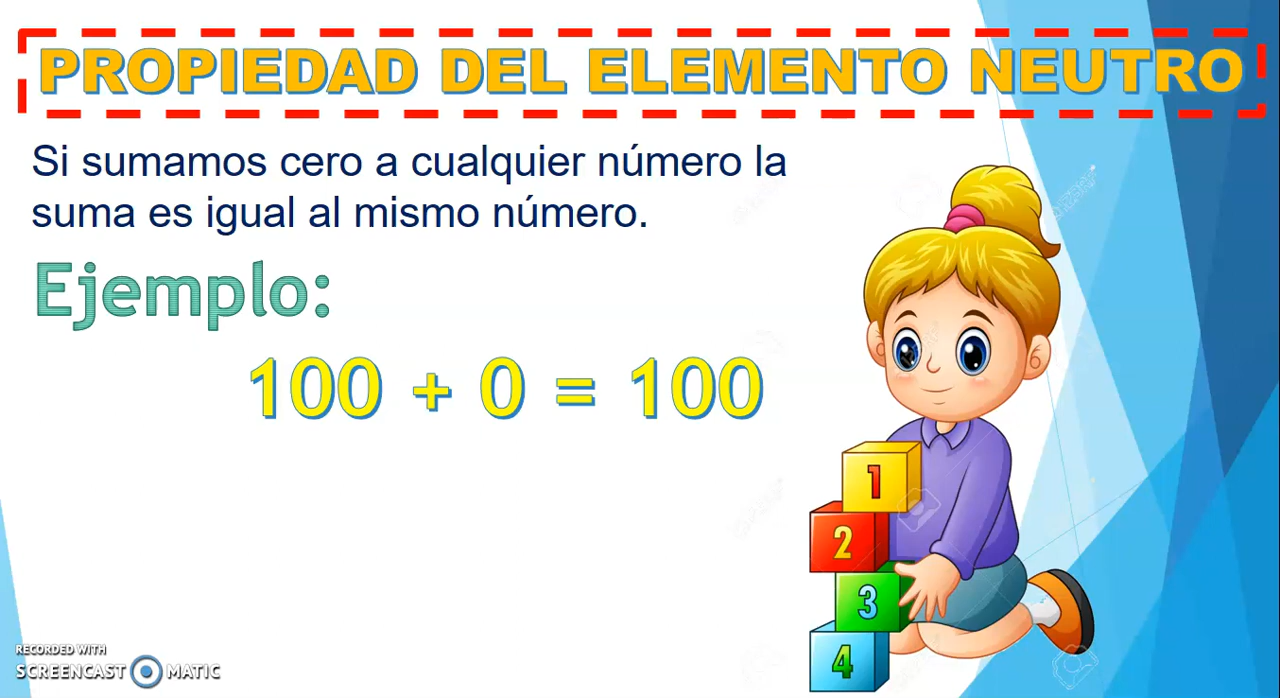 PROPIEDAD DEL ELEMENTO NEUTRO
Si sumamos cero a cualquier número la
suma es igual al mismo número.
Ejemplo:
100 + 0 = 100
1
2
3
4
RECORDED WITH
SCREENCAST MATIC